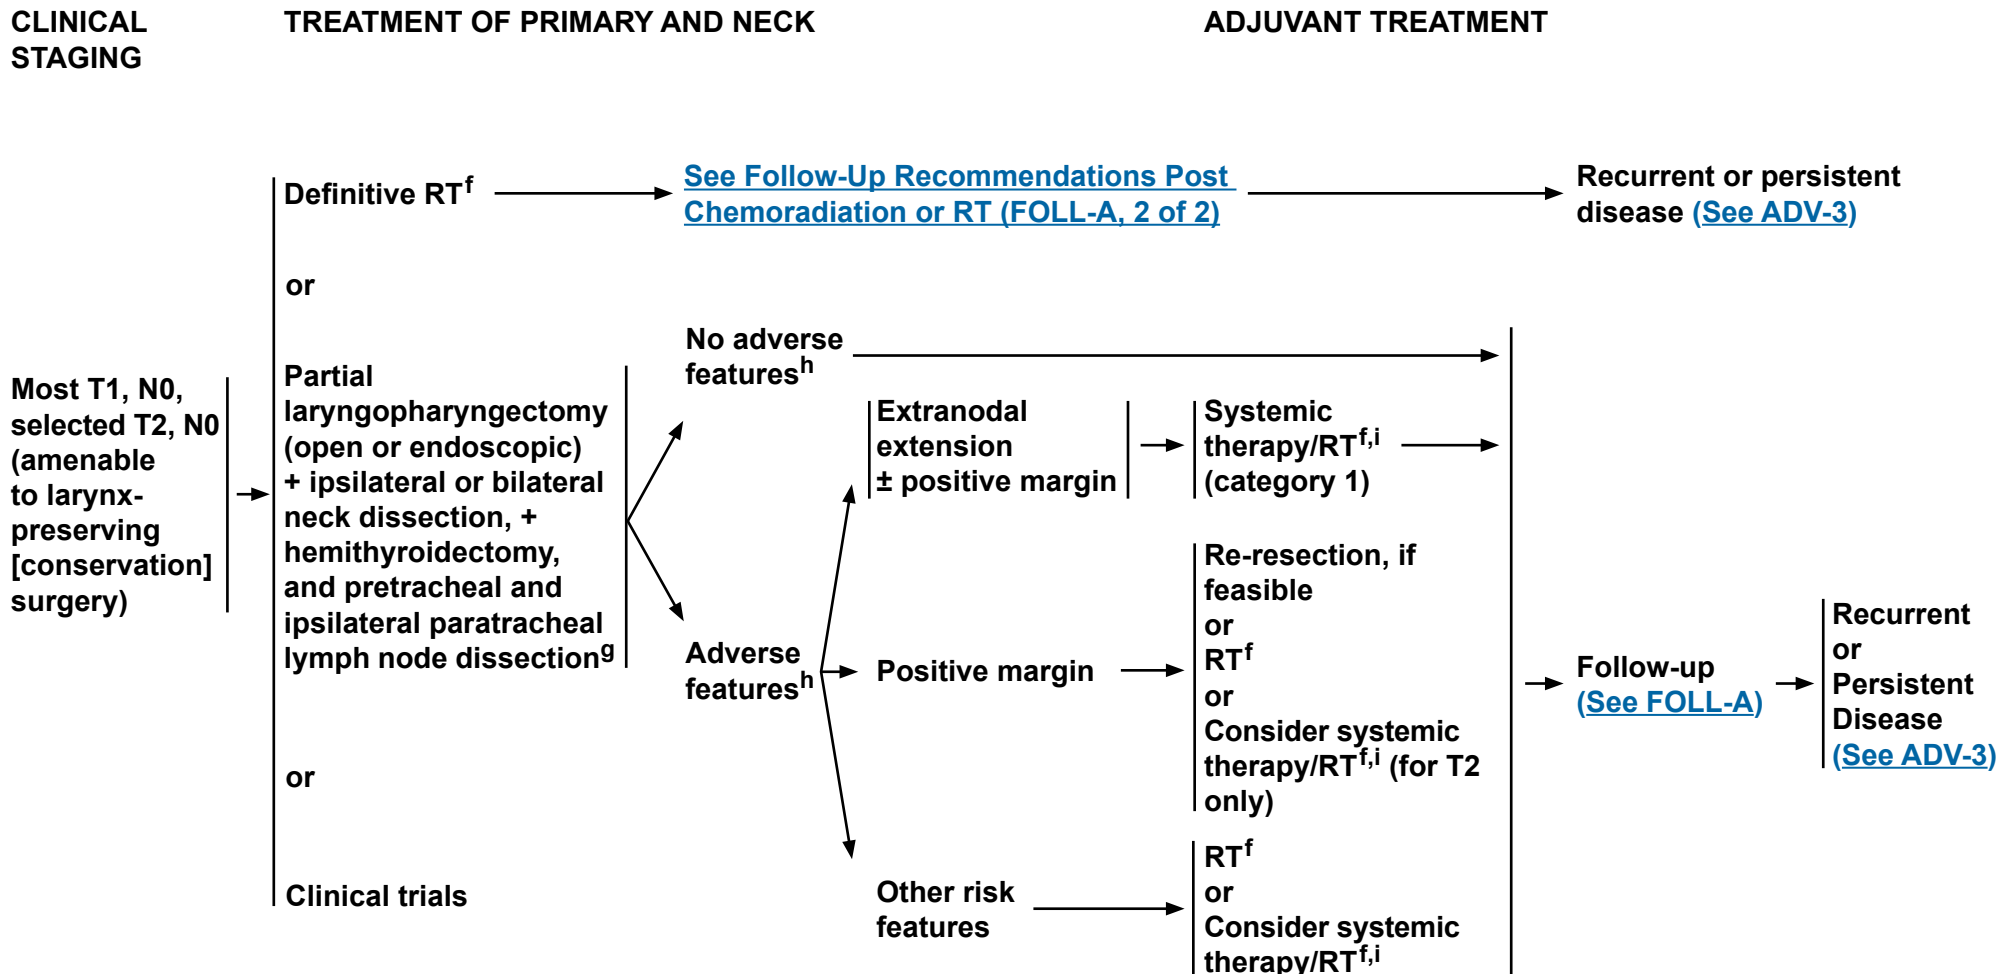 CLINICAL
STAGING
TREATMENT OF PRIMARY AND NECK
ADJUVANT TREATMENT
Most T1, N0,
selected T2, N0
(amenable
to larynx-
preserving
[conservation]
surgery)
Definitive RTf
See Follow-Up Recommendations Post
Chemoradiation or RT (FOLL-A, 2 of 2)
Recurrent or persistent
disease (See ADV-3)
or
Partial
laryngopharyngectomy
(open or endoscopic)
+ ipsilateral or bilateral
neck dissection, +
hemithyroidectomy,
and pretracheal and
ipsilateral paratracheal
lymph node dissectiong
or
Clinical trials
No adverse
featuresh
Adverse
featuresh
Extranodal
extension
± positive margin
Systemic
therapy/RTf,i
(category 1)
Positive margin
Re-resection, if
feasible
or
RTf
or
Consider systemic
therapy/RTf,i (for T2
only)
Other risk
features
RTf
or
Consider systemic
therapy/RTf,i
Follow-up
(See FOLL-A)
Recurrent
or
Persistent
Disease
(See ADV-3)